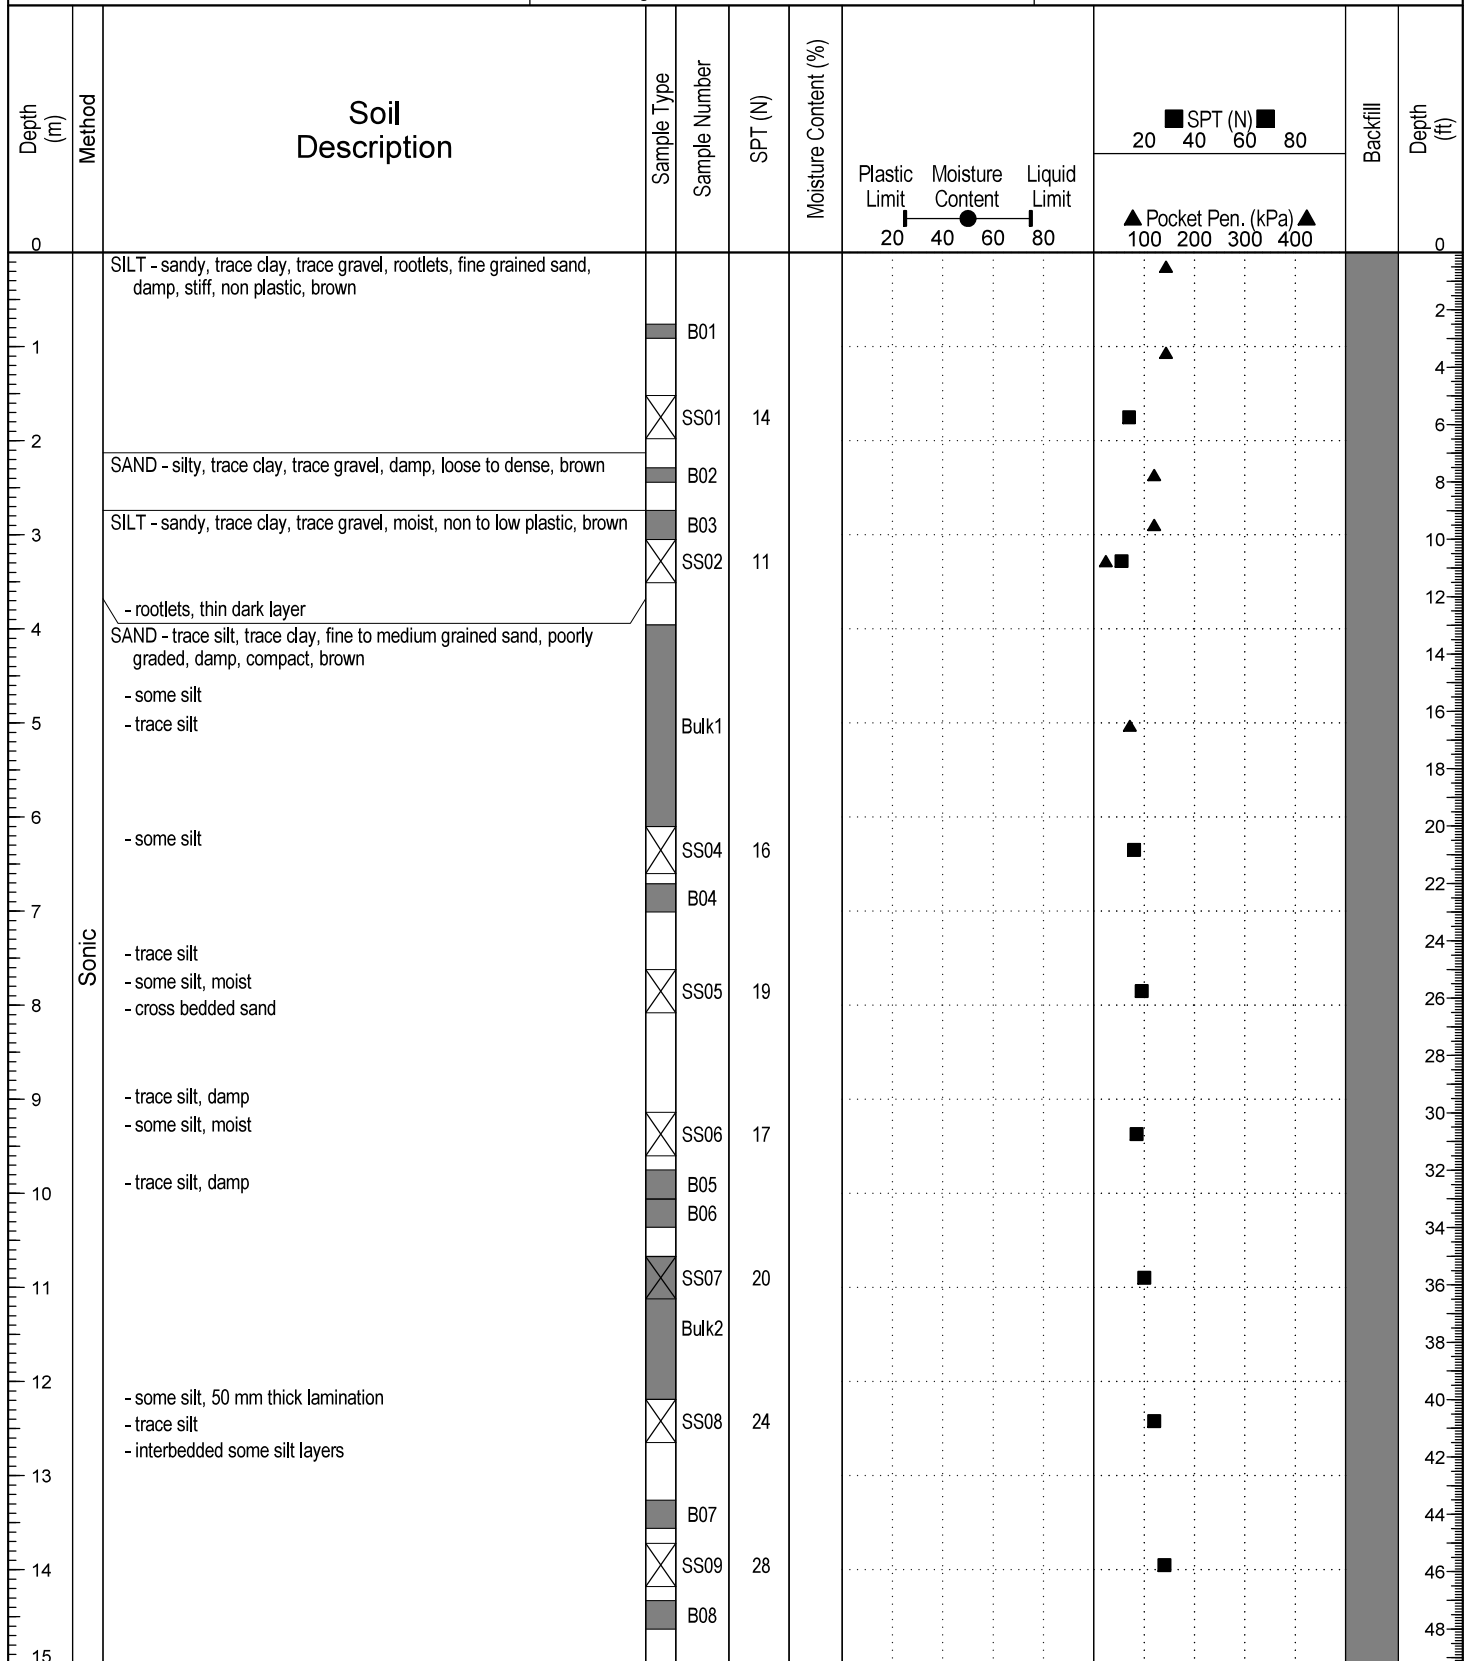 Depth
(m)
Method
Soil
Description
Sample Type
Sample Number
SPT (N)
Moisture Content (%)
Plastic
Limit
Moisture
Content
Liquid
Limit
20 40 60 80
SPT (N)
20 40 60 80
Pocket Pen. (kPa)
100 200 300 400
Backfill
Depth
(ft)
0
0
SILT - sandy, trace clay, trace gravel, rootlets, fine grained sand,
damp, stiff, non plastic, brown
2
B01
1
4
SS01 14
6
2
SAND - silty, trace clay, trace gravel, damp, loose to dense, brown
B02
8
SILT - sandy, trace clay, trace gravel, moist, non to low plastic, brown
B03
3
10
SS02 11
12
- rootlets, thin dark layer
4
SAND - trace silt, trace clay, fine to medium grained sand, poorly
graded, damp, compact, brown
14
- some silt
16
5
- trace silt
Bulk1
18
6
20
- some silt
SS04 16
22
B04
7
24
Sonic
- trace silt
- some silt, moist
SS05 19
26
8
- cross bedded sand
28
9
- trace silt, damp
30
- some silt, moist
SS06 17
32
- trace silt, damp
B05
10
B06
34
SS07 20
36
11
Bulk2
38
12
- some silt, 50 mm thick lamination
40
- trace silt
SS08 24
- interbedded some silt layers
42
13
44
B07
SS09 28
46
14
B08
48
15